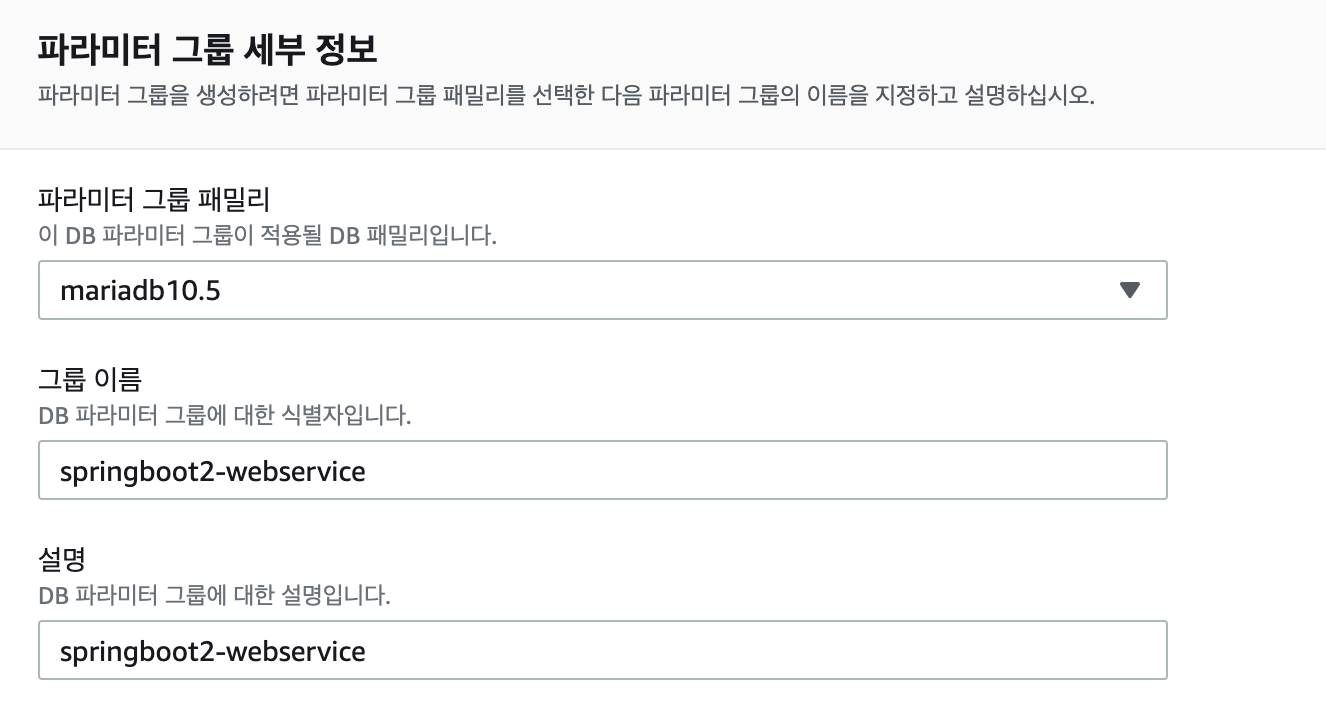 파라미터 그룹 세부 정보
파라미터 그룹을 생성하려면 파라미터 그룹 패밀리를 선택한 다음 파라미터 그룹의 이름을 지정하고 설명하십시오.
파라미터 그룹 패밀리
이 DB 파라미터 그룹이 적용될 DB 패밀리입니다.
mariadb10.5
그룹 이름
DB 파라미터 그룹에 대한 식별자입니다.
springboot2-webservice
설명
DB 파라미터 그룹에 대한 설명입니다.
springboot2-webservice